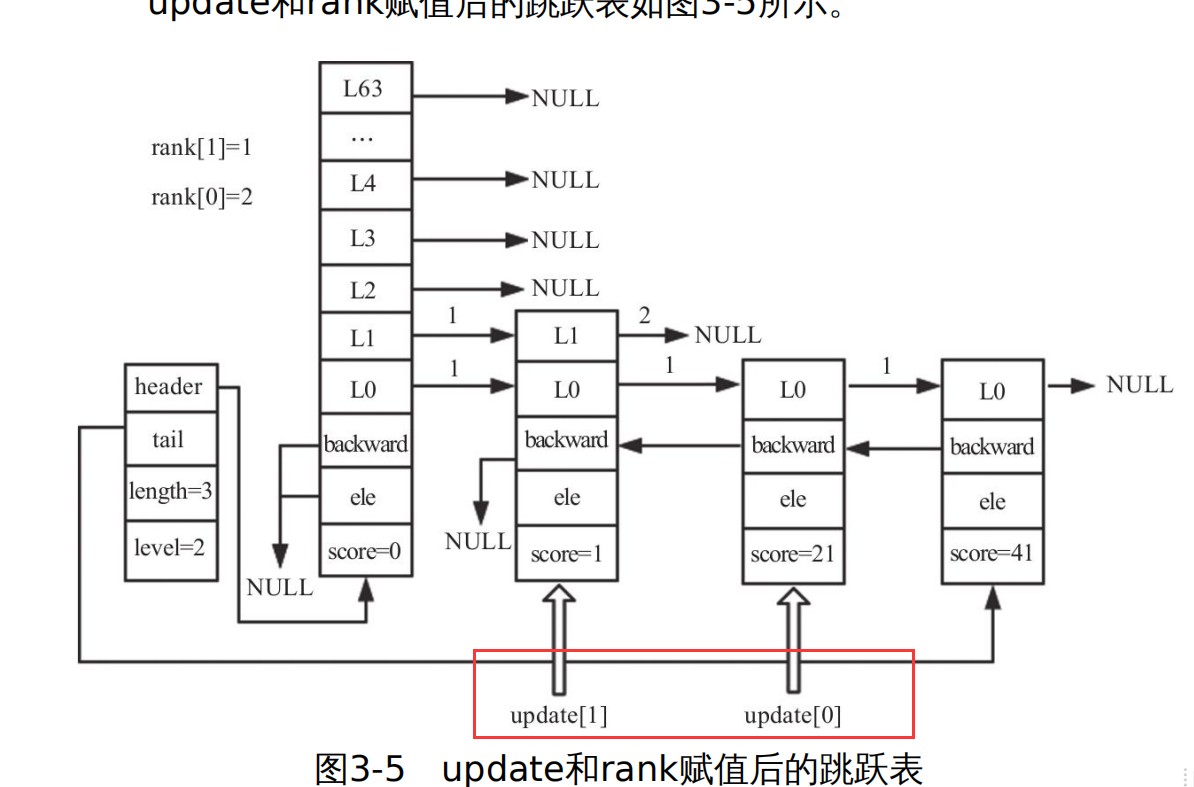 update和rank赋值后的跳跃表如图3-5所示。
L63
NULL
rank[1]=1
...
rank[0]=2
L4
NULL
L3
NULL
L2
NULL
L1
1
L1
2
NULL
header
L0
1
L0
1
L0
1
L0
NULL
tail
backward
backward
backward
backward
length=3
ele
ele
ele
ele
level=2
score=0
NULL
score=1
score=21
score=41
NULL
update[1]
update[0]
图3-5 update和rank赋值后的跳跃表